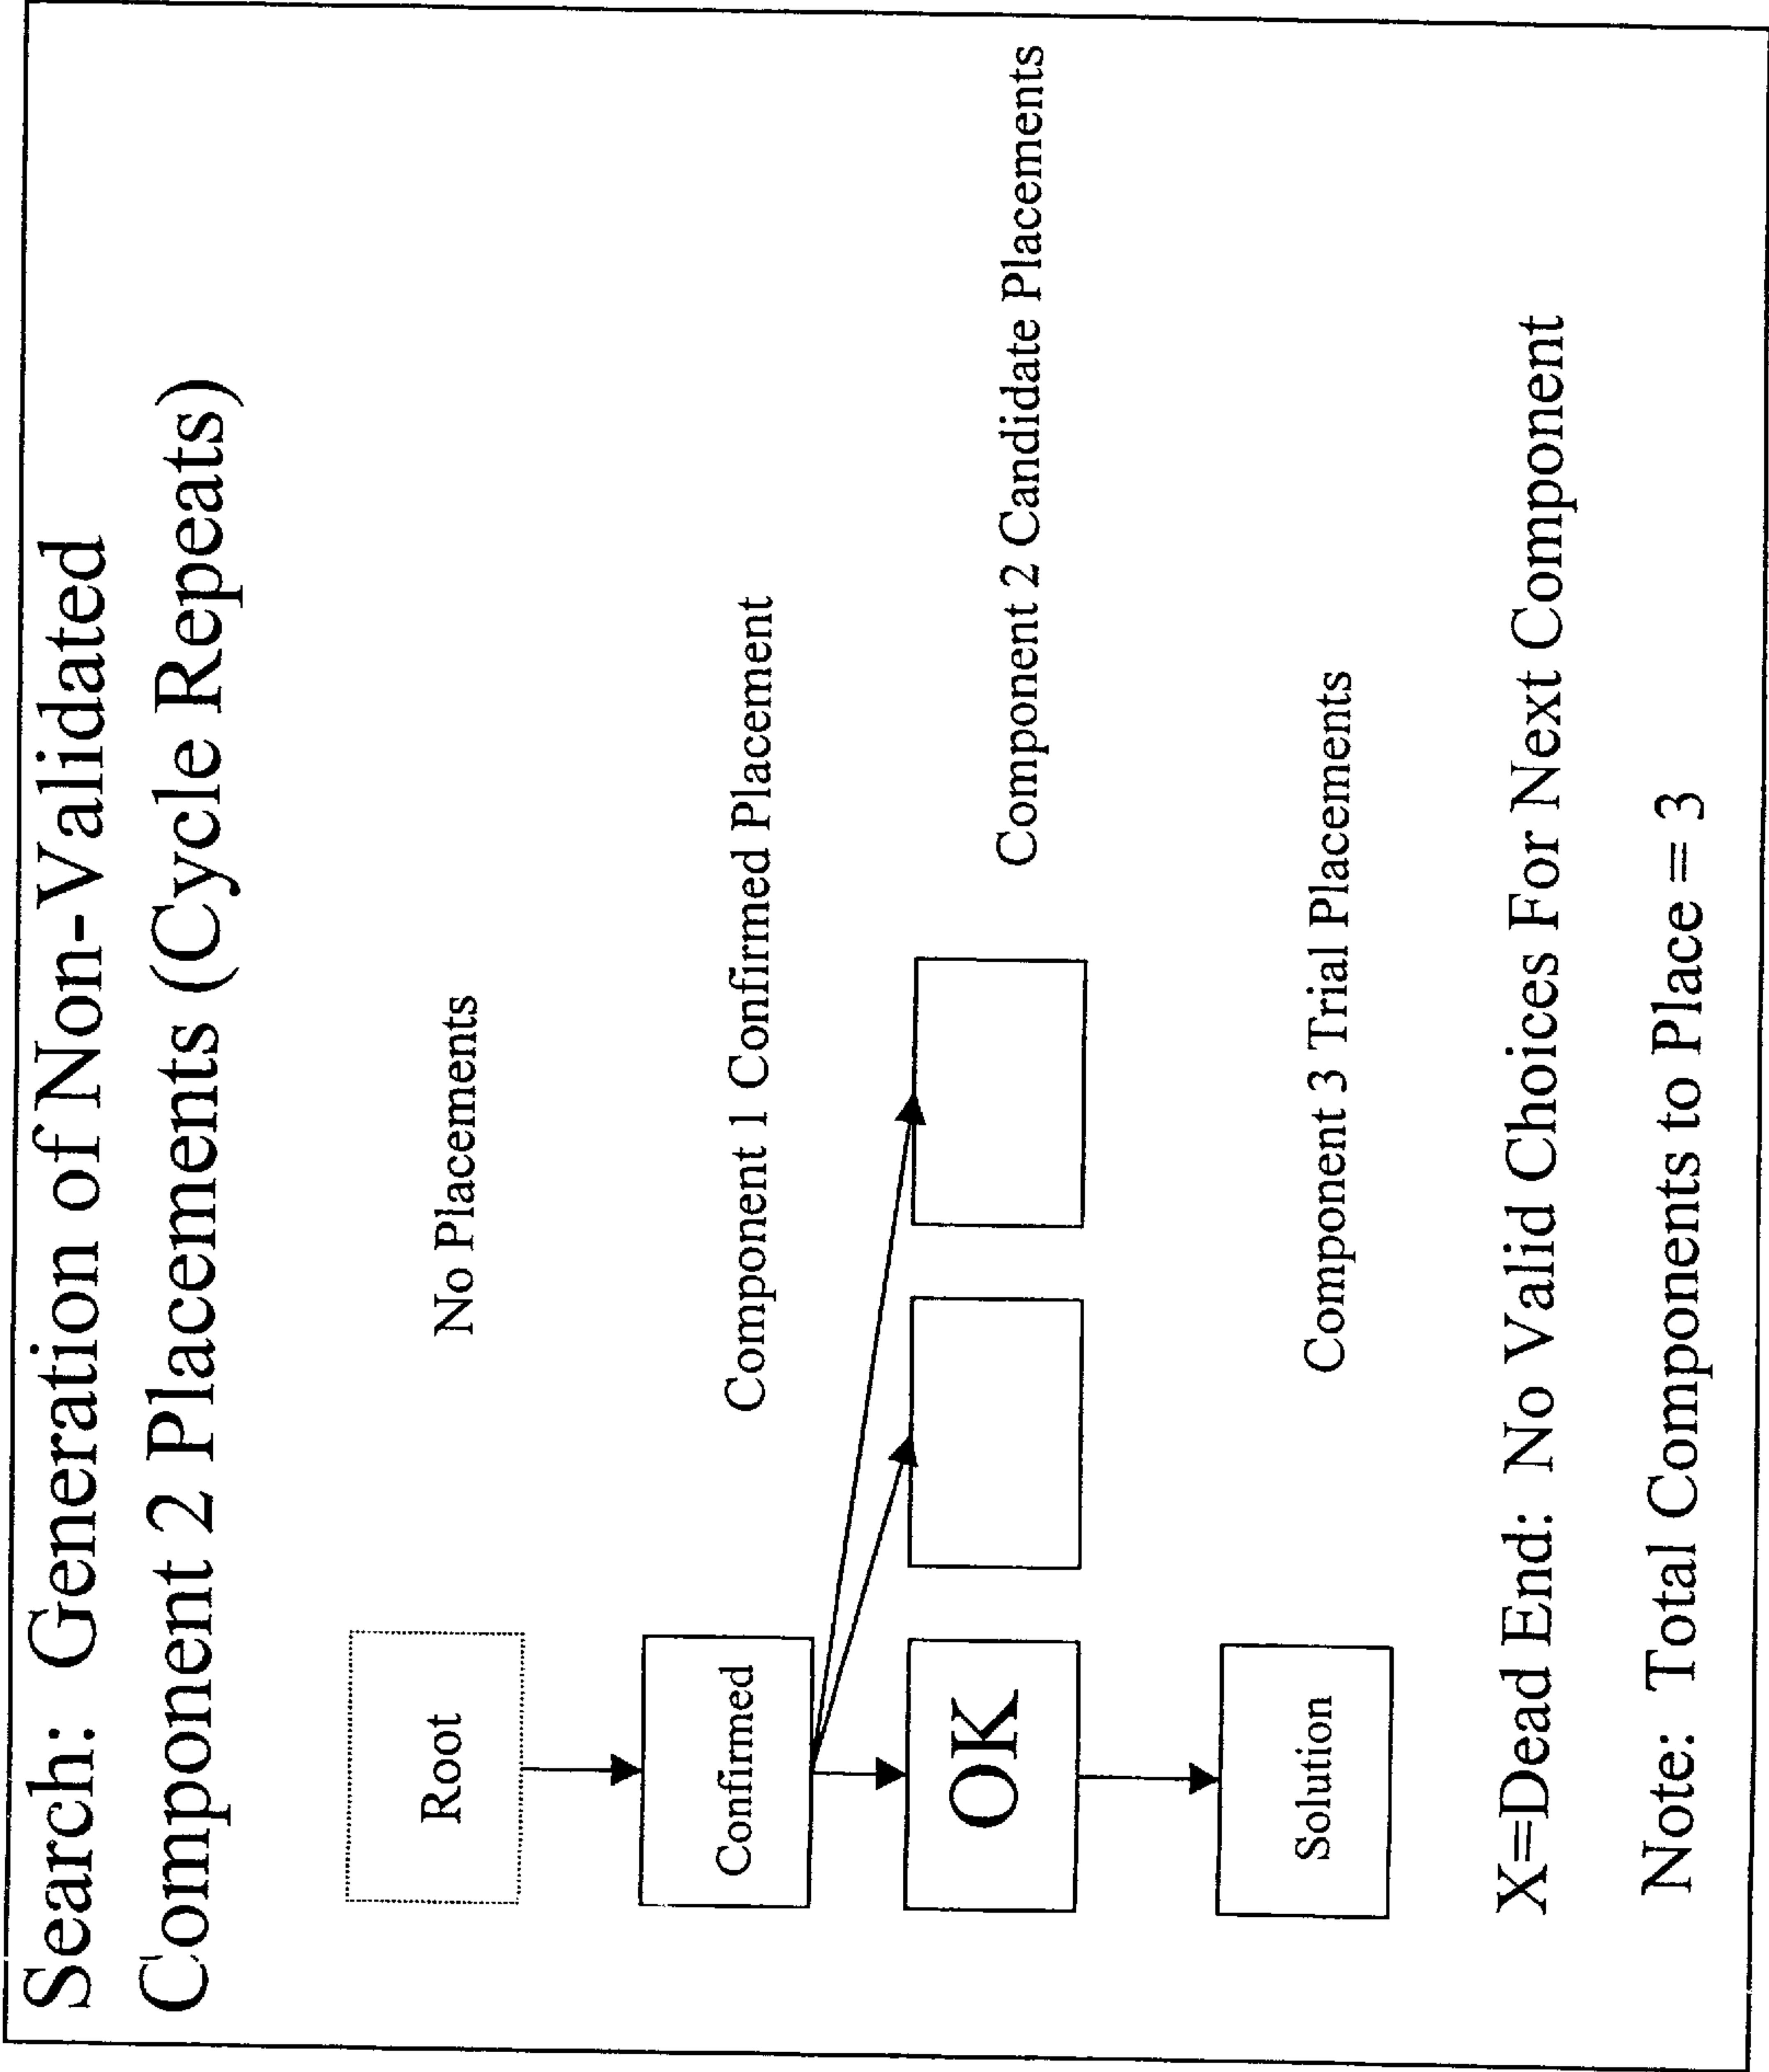 Search:  Generation of Non-Validated
Component 2 Placements (Cycle Repeats)
Root
No Placements
Confirmed
Component 1 Confirmed Placement
OK
Component 2 Candidate Placements
Solution
Component 3 Trial Placements
X=Dead End:  No Valid Choices For Next Component
Note:  Total Components to Place = 3